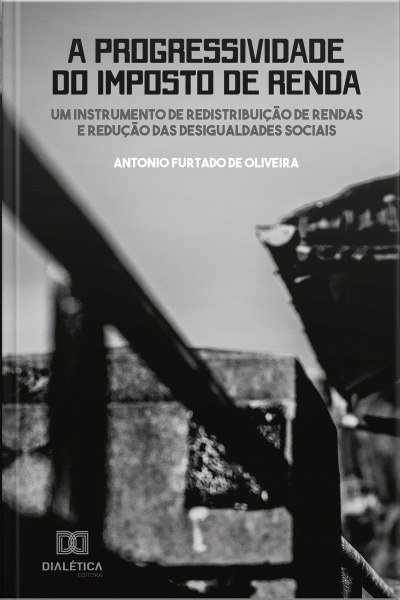 A PROGRESSIVIDADE
DO IMPOSTO DE RENDA
UM INSTRUMENTO DE REDISTRIBUIÇÃO DE RENDAS
E REDUÇÃO DAS DESIGUALDADES SOCIAIS
ANTONIO FURTADO DE OLIVEIRA
DIALÉTICA
EDITORA